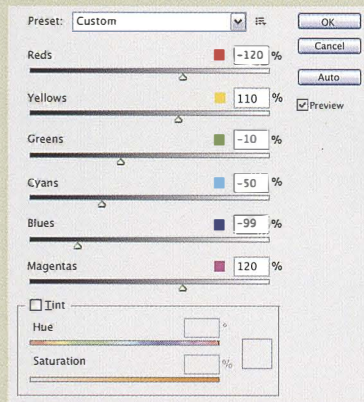 Preset: Custom
OK
Cancel
Auto
Preview
Reds -120 %
Yellows 110 %
Greens -10 %
Cyans -50 %
Blues -99 %
Magentas 120 %
Tint
Hue °
Saturation %